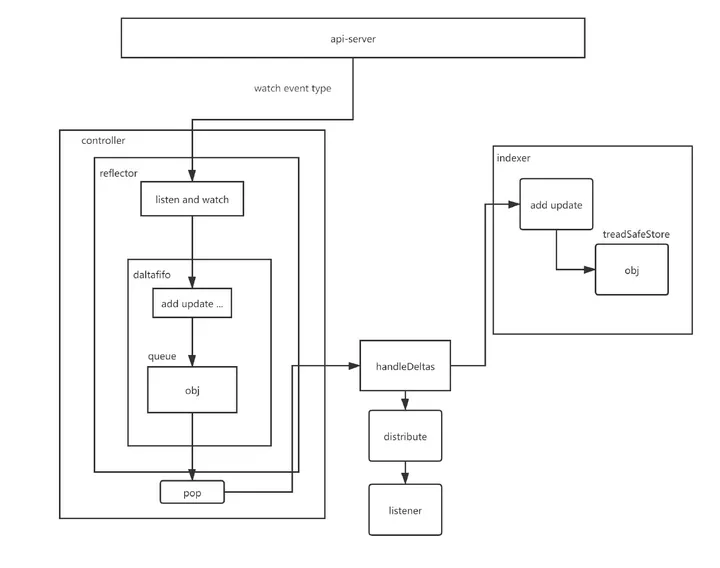 api-server
watch event type
controller
reflector
listen and watch
daltafifo
add update ...
queue
obj
pop
handleDeltas
distribute
listener
indexer
add update
treadSafeStore
obj